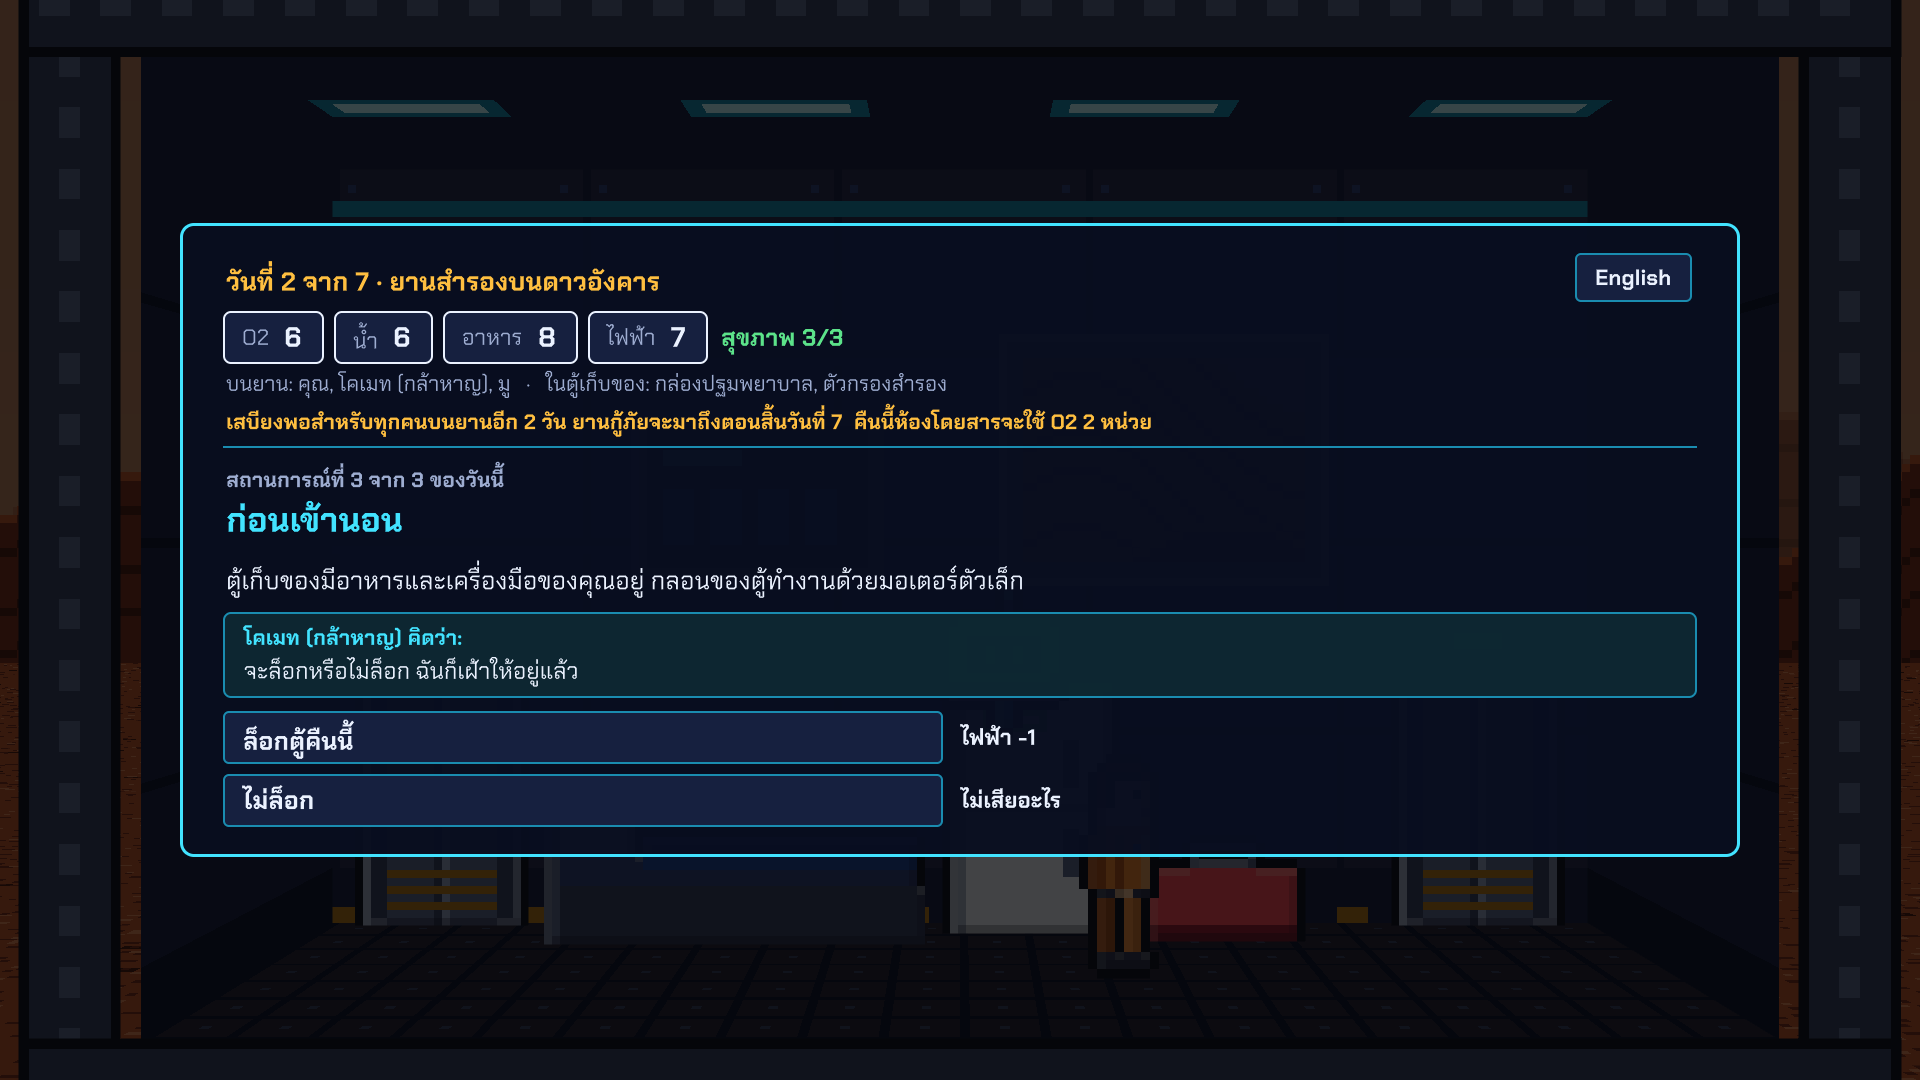 วันที่ 2 จาก 7 · ยานสำรองบนดาวอังคาร
English
O2 6 น้ำ 6 อาหาร 8 ไฟฟ้า 7 สุขภาพ 3/3
บนยาน: คุณ, โคเมท (กล้าหาญ), มู · ในตู้เก็บของ: กล่องปฐมพยาบาล, ตัวกรองสำรอง
เสบียงพอสำหรับทุกคนบนยานอีก 2 วัน ยานกู้ภัยจะมาถึงตอนสิ้นวันที่ 7 คืนนี้ห้องโดยสารจะใช้ O2 2 หน่วย
สถานการณ์ที่ 3 จาก 3 ของวันนี้
ก่อนเข้านอน
ตู้เก็บของมีอาหารและเครื่องมือของคุณอยู่ กลอนของตู้ทำงานด้วยมอเตอร์ตัวเล็ก
โคเมท (กล้าหาญ) คิดว่า:
จะล็อกหรือไม่ล็อก ฉันก็เฝ้าให้อยู่แล้ว
ล็อกตู้คืนนี้ ไฟฟ้า -1
ไม่ล็อก ไม่เสียอะไร